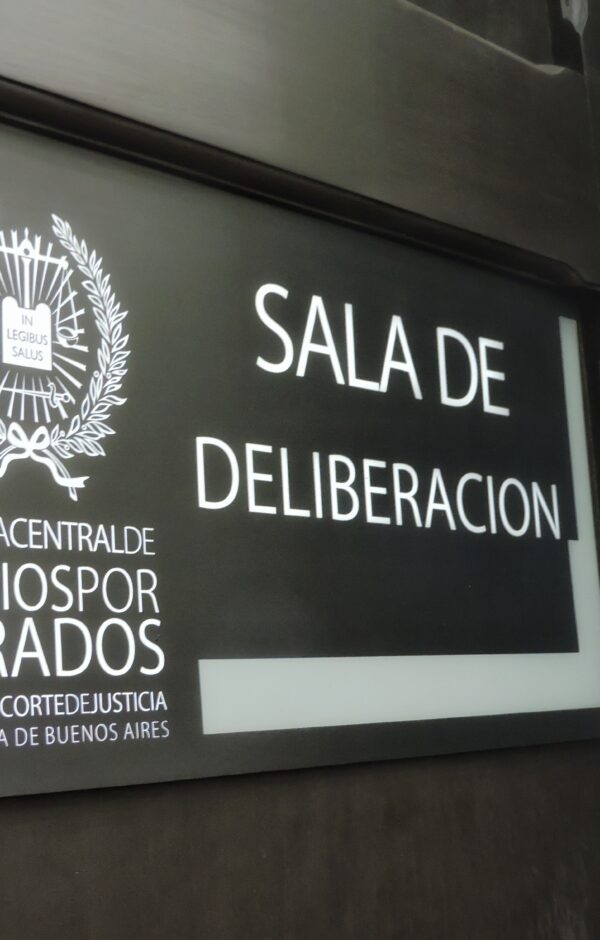 IN
LEGIBUS
SALUS
SALA DE
DELIBERACION
ACENTRALDE
IOSPOR
RADOS
CORTEDEJUSTICIA
A DE BUENOS AIRES